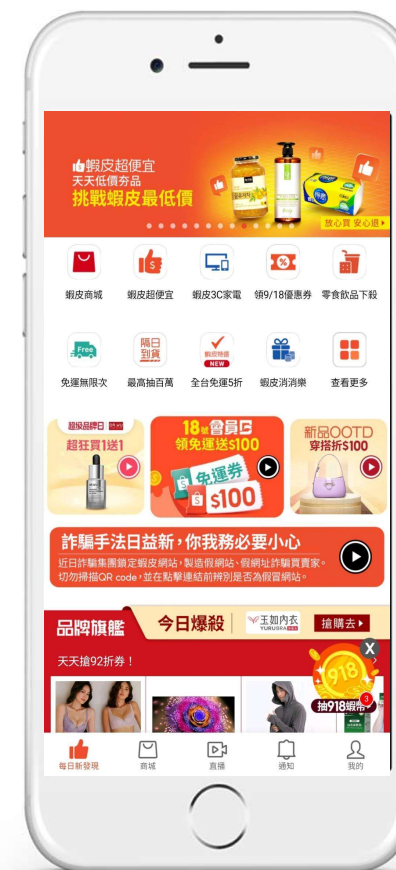 蝦皮超便宜
天天低價夯品
挑戰蝦皮最低價
放心買 安心退
蝦皮商城
蝦皮超便宜
蝦皮3C家電
領9/18優惠券
零食飲品下殺
Free
隔日到貨
蝦皮特選
NEW
免運無限次
最高抽百萬
全台免運5折
蝦皮消消樂
查看更多
超級品牌日
超狂買1送1
18號會員日
領免運送$100
免運券
$100
新品OOTD
穿搭折$100
詐騙手法日益新，你我務必要小心
近日詐騙集團鎖定蝦皮網站，製造假網站、假網址詐騙買賣家。
切勿掃描QR code，並在點擊連結前辨別是否為假冒網站。
品牌旗艦
今日爆殺
玉如內衣
YURUBRA
搶購去
天天搶92折券！
X
918
抽918蝦幣
3
每日新發現
商城
直播
通知
我的